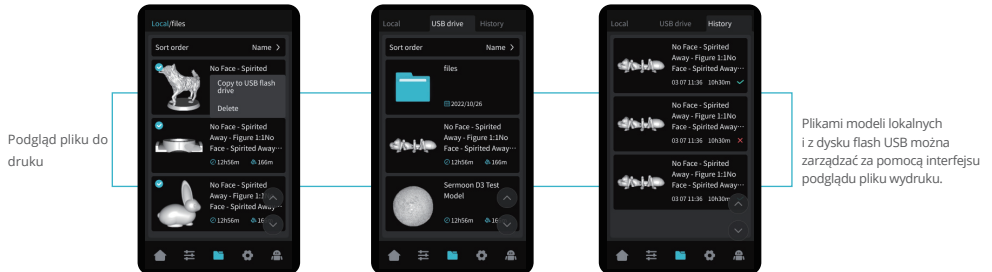 Podgląd pliku do
druku
Local/files
Sort order Name >
No Face - Spirited
Copy to USB flash
drive
Delete
No Face - Spirited
Away - Figure 1:1No
Face - Spirited Away···
12h56m 166m
No Face - Spirited
Away - Figure 1:1
Face - Spirited Away···
12h56m
Local USB drive History
Sort order Name >
files
2022/10/26
No Face - Spirited
Away - Figure 1:1No
Face - Spirited Away···
12h56m 166m
Sermoon D3 Test
Model
12h56m
Local USB drive History
No Face - Spirited
Away - Figure 1:1No
Face - Spirited Away···
03 07 11:36 10h30m
No Face - Spirited
Away - Figure 1:1No
Face - Spirited Away···
03 07 11:36 10h30m
No Face - Spirited
Away - Figure 1:1No
Face - Spirited Away···
03 07 11:36 10h30m
Plikami modeli lokalnych
i z dysku flash USB można
zarządzać za pomocą interfejsu
podglądu pliku wydruku.